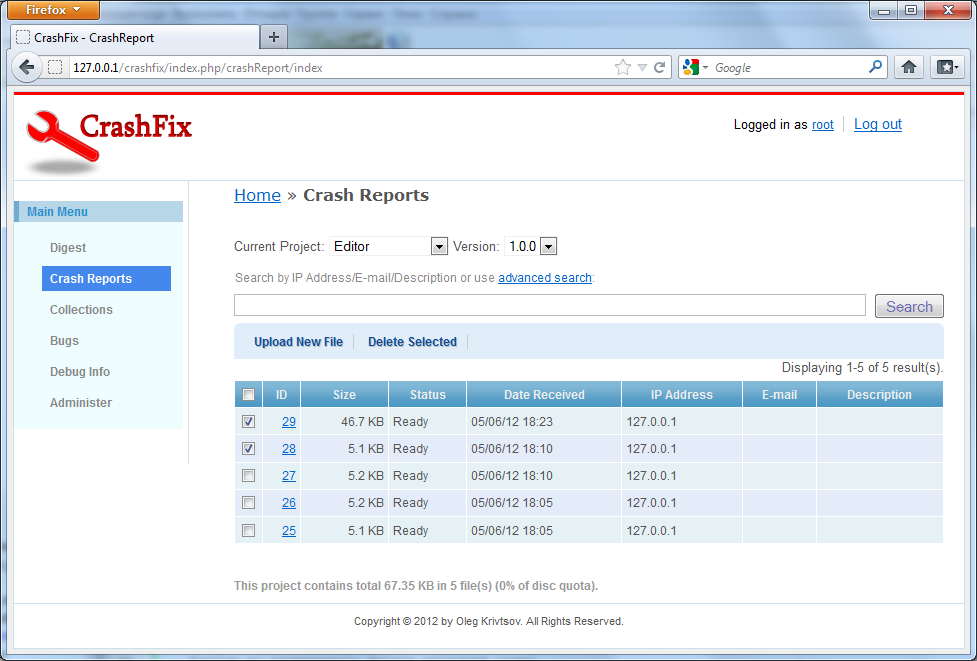 Firefox
CrashFix - CrashReport
127.0.0.1/crashfix/index.php/crashReport/index
Google
CrashFix
Logged in as root
Log out
Main Menu
Digest
Crash Reports
Collections
Bugs
Debug Info
Administer
Home » Crash Reports
Current Project: Editor Version: 1.0.0
Search by IP Address/E-mail/Description or use advanced search:
Search
Upload New File
Delete Selected
Displaying 1-5 of 5 result(s).
ID Size Status Date Received IP Address E-mail Description
29 46.7 KB Ready 05/06/12 18:23 127.0.0.1
28 5.1 KB Ready 05/06/12 18:10 127.0.0.1
27 5.2 KB Ready 05/06/12 18:10 127.0.0.1
26 5.2 KB Ready 05/06/12 18:05 127.0.0.1
25 5.1 KB Ready 05/06/12 18:05 127.0.0.1
This project contains total 67.35 KB in 5 file(s) (0% of disc quota).
Copyright © 2012 by Oleg Krivtsov. All Rights Reserved.